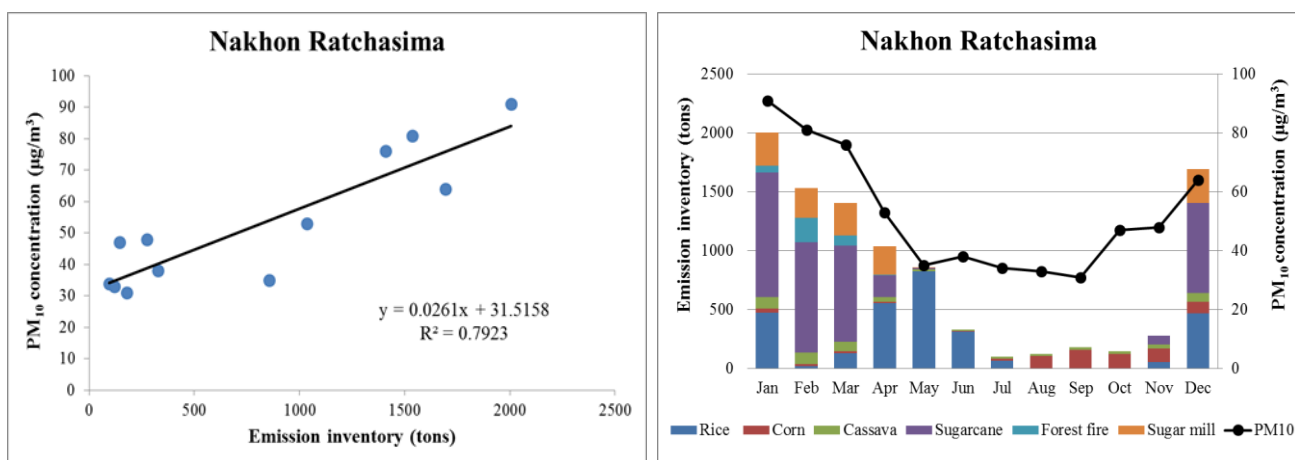 Nakhon Ratchasima
PM₁₀ concentration (µg/m³)
100
90
80
70
60
50
40
30
20
10
0
y = 0.0261x + 31.5158
R² = 0.7923
0 500 1000 1500 2000 2500
Emission inventory (tons)
Nakhon Ratchasima
Emission inventory (tons)
2500
2000
1500
1000
500
0
100
80
60
40
20
0
PM₁₀ concentration (µg/m³)
Jan Feb Mar Apr May Jun Jul Aug Sep Oct Nov Dec
Rice Corn Cassava Sugarcane Forest fire Sugar mill PM10